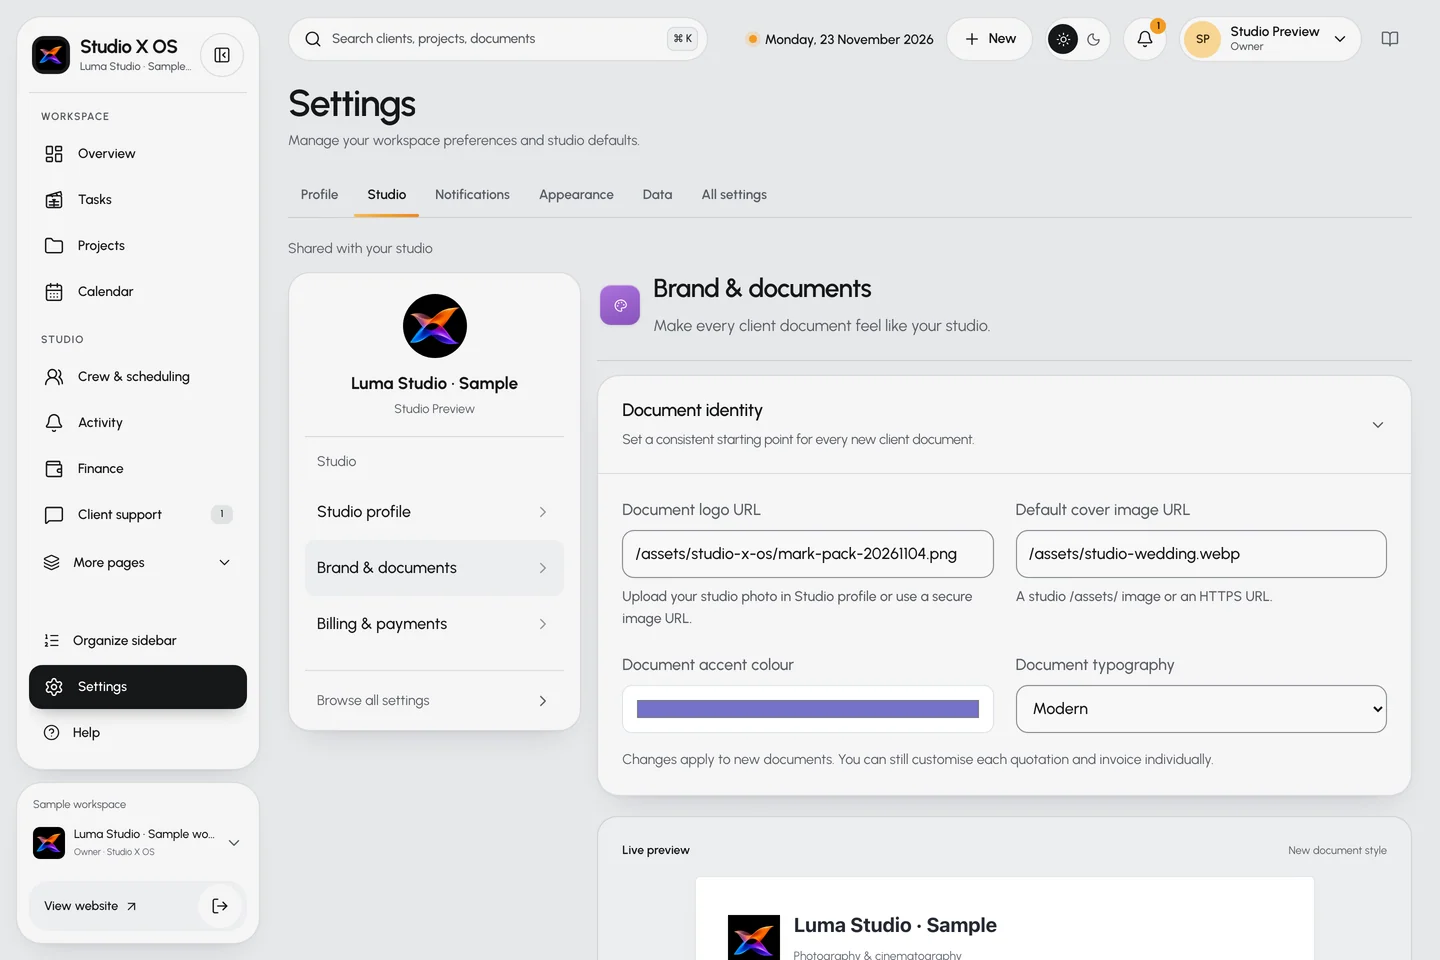 Studio X OS
Luma Studio · Sample...
Search clients, projects, documents
⌘ K
Monday, 23 November 2026
+ New
1
SP
Studio Preview
Owner
WORKSPACE
Overview
Tasks
Projects
Calendar
STUDIO
Crew & scheduling
Activity
Finance
Client support
1
More pages
Organize sidebar
Settings
Help
Sample workspace
Luma Studio · Sample wo...
Owner · Studio X OS
View website
Settings
Manage your workspace preferences and studio defaults.
Profile
Studio
Notifications
Appearance
Data
All settings
Shared with your studio
Luma Studio · Sample
Studio Preview
Studio
Studio profile
Brand & documents
Billing & payments
Browse all settings
Brand & documents
Make every client document feel like your studio.
Document identity
Set a consistent starting point for every new client document.
Document logo URL
/assets/studio-x-os/mark-pack-20261104.png
Upload your studio photo in Studio profile or use a secure
image URL.
Default cover image URL
/assets/studio-wedding.webp
A studio /assets/ image or an HTTPS URL.
Document accent colour
Document typography
Modern
Changes apply to new documents. You can still customise each quotation and invoice individually.
Live preview
New document style
Luma Studio · Sample
Photography & cinematography